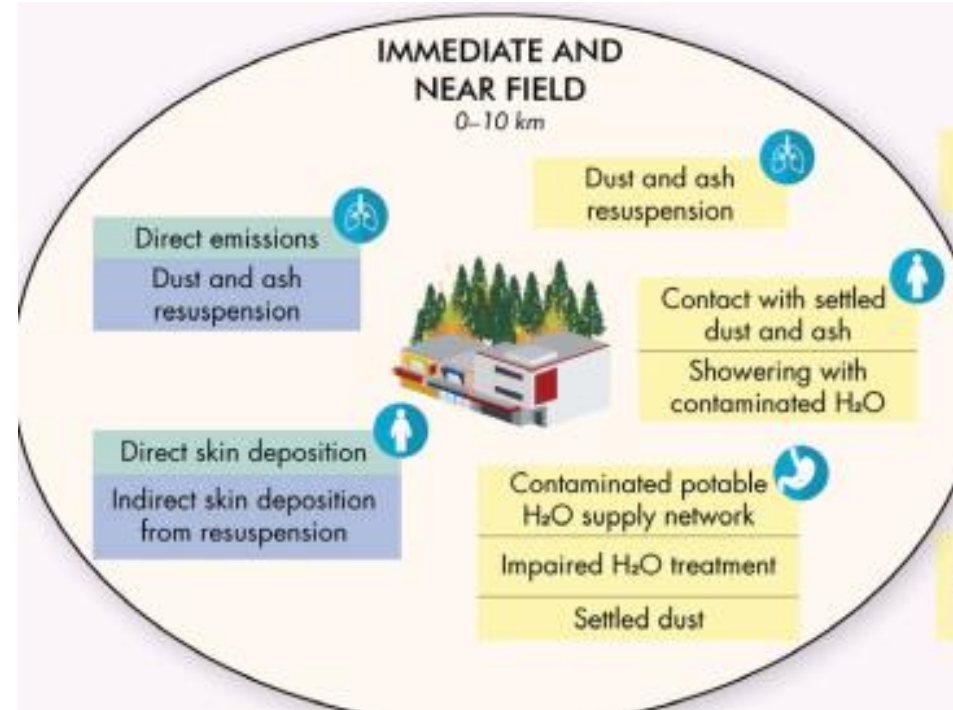 IMMEDIATE AND
NEAR FIELD
0–10 km
Dust and ash
resuspension
Direct emissions
Dust and ash
resuspension
Contact with settled
dust and ash
Showering with
contaminated H₂O
Direct skin deposition
Indirect skin deposition
from resuspension
Contaminated potable
H₂O supply network
Impaired H₂O treatment
Settled dust